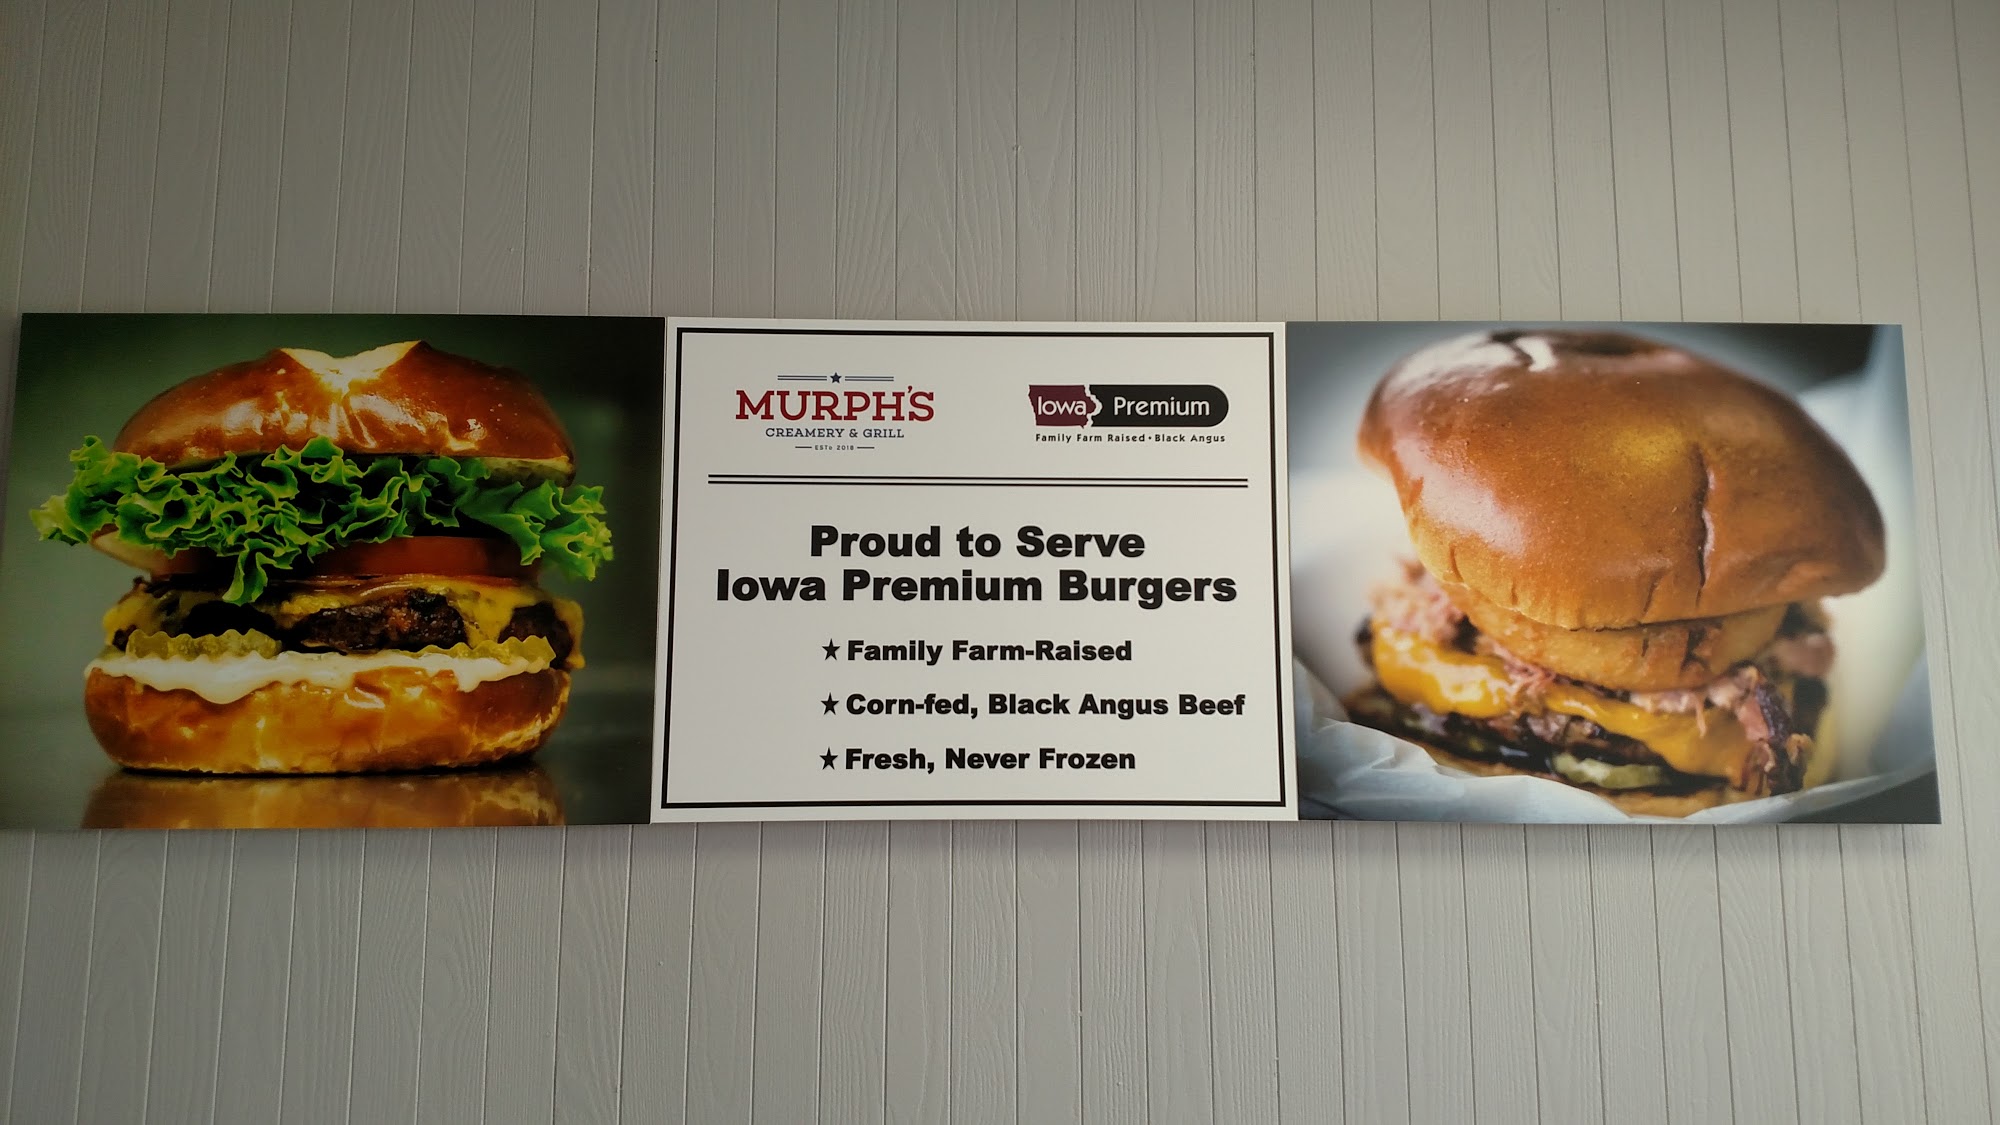 MURPH'S
CREAMERY & GRILL
ESTD 2018
Iowa Premium
Family Farm Raised • Black Angus
Proud to Serve
Iowa Premium Burgers
★ Family Farm-Raised
★ Corn-fed, Black Angus Beef
★ Fresh, Never Frozen